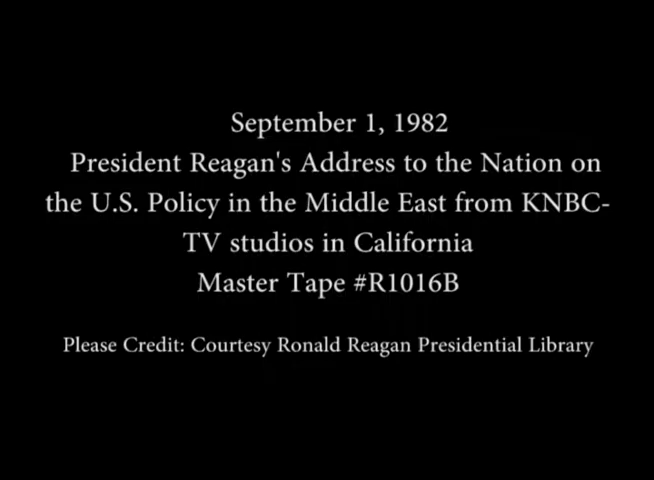 September 1, 1982
President Reagan's Address to the Nation on
the U.S. Policy in the Middle East from KNBC-
TV studios in California
Master Tape #R1016B
Please Credit: Courtesy Ronald Reagan Presidential Library